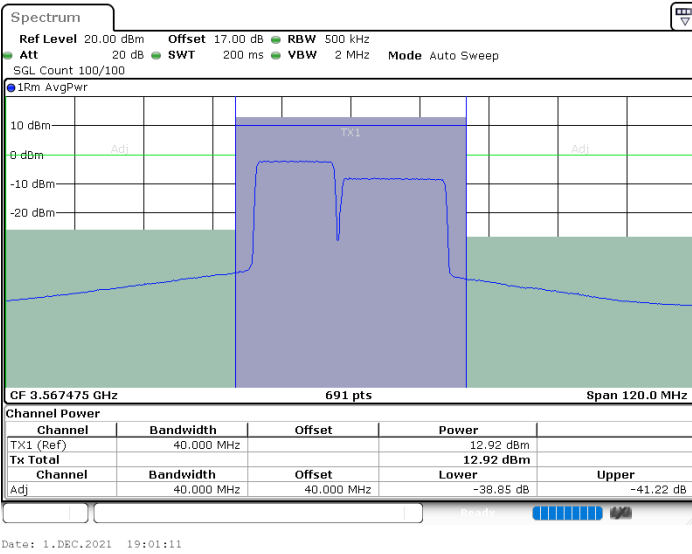 Spectrum
Ref Level 20.00 dBm Offset 17.00 dB RBW 500 kHz
Att 20 dB SWT 200 ms VBW 2 MHz Mode Auto Sweep
SGL Count 100/100
1Rm AvgPwr
10 dBm
TX1
Adj Adj
0 dBm
-10 dBm
-20 dBm
CF 3.567475 GHz 691 pts Span 120.0 MHz
Channel Power
Channel Bandwidth Offset Power
TX1 (Ref) 40.000 MHz 12.92 dBm
Tx Total 12.92 dBm
Channel Bandwidth Offset Lower Upper
Adj 40.000 MHz 40.000 MHz -38.85 dB -41.22 dB
Ready
Date: 1.DEC.2021 19:01:11